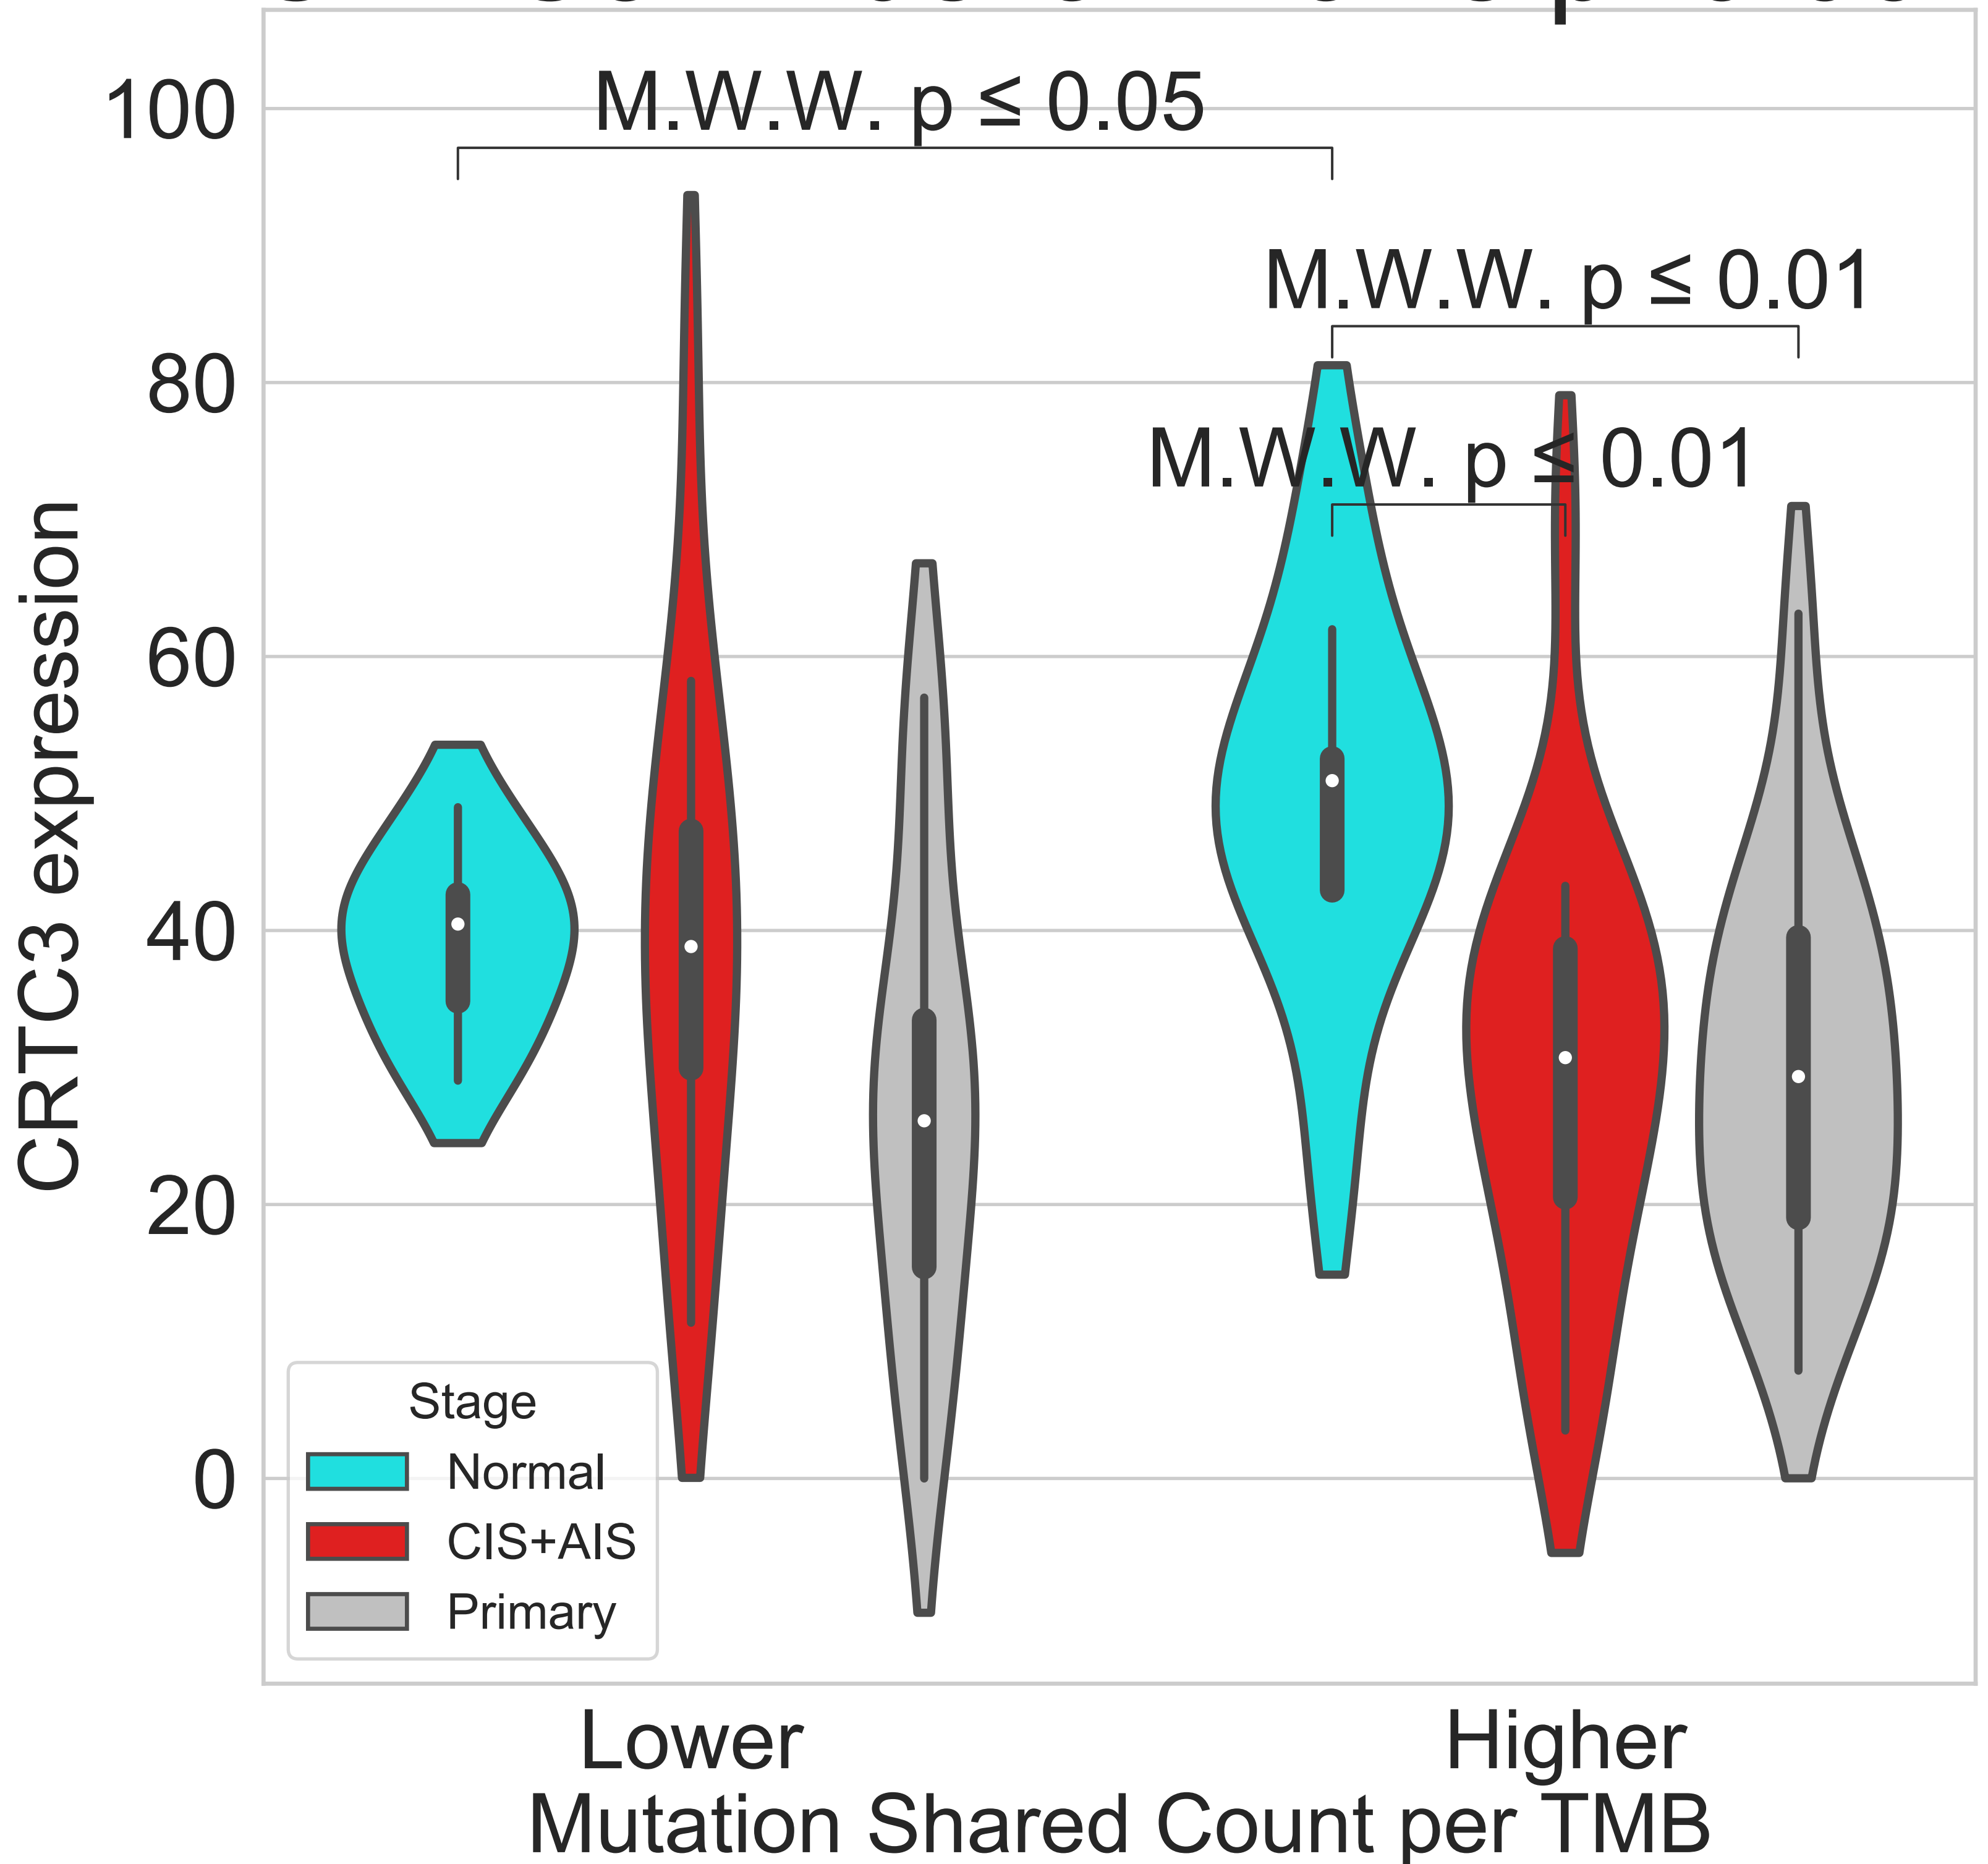 M.W.W. p ≤ 0.05
100
M.W.W. p ≤ 0.01
80
M.W.W. p ≤ 0.01
60
CRTC3 expression
40
20
0
Stage
Normal
CIS+AIS
Primary
Lower Higher
Mutation Shared Count per TMB